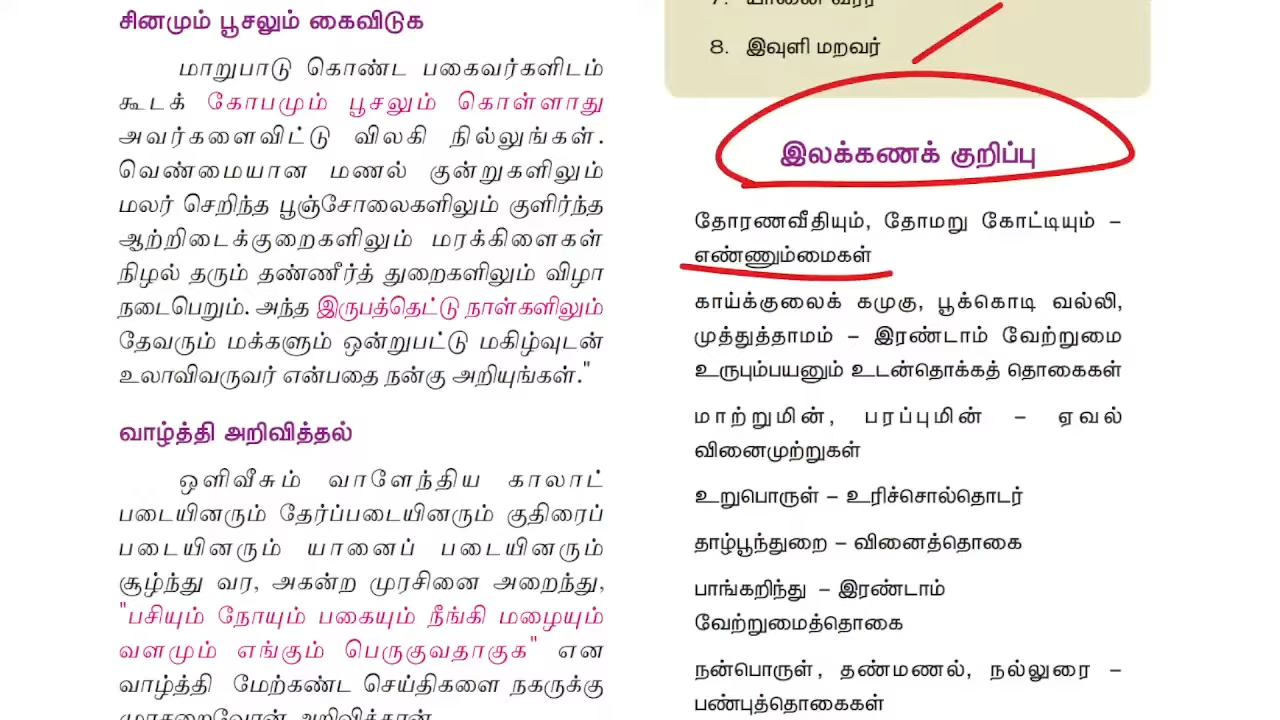 சினமும் பூசலும் கைவிடுக
மாறுபாடு கொண்ட பகைவர்களிடம்
கூடக் கோபமும் பூசலும் கொள்ளாது
அவர்களைவிட்டு விலகி நில்லுங்கள்.
வெண்மையான மணல் குன்றுகளிலும்
மலர் செறிந்த பூஞ்சோலைகளிலும் குளிர்ந்த
ஆற்றிடைக்குறைகளிலும் மரக்கிளைகள்
நிழல் தரும் தண்ணீர்த் துறைகளிலும் விழா
நடைபெறும். அந்த இருபத்தெட்டு நாள்களிலும்
தேவரும் மக்களும் ஒன்றுபட்டு மகிழ்வுடன்
உலாவிவருவர் என்பதை நன்கு அறியுங்கள்."
வாழ்த்தி அறிவித்தல்
ஒளிவீசும் வாளேந்திய காலாட்
படையினரும் தேர்ப்படையினரும் குதிரைப்
படையினரும் யானைப் படையினரும்
சூழ்ந்து வர, அகன்ற முரசினை அறைந்து,
"பசியும் நோயும் பகையும் நீங்கி மழையும்
வளமும் எங்கும் பெருகுவதாகுக" என
வாழ்த்தி மேற்கண்ட செய்திகளை நகருக்கு
முரசறைவோன் அறிவித்தான்.
7. யானை வீரர்
8. இவுளி மறவர்
இலக்கணக் குறிப்பு
தோரணவீதியும், தோமறு கோட்டியும் –
எண்ணும்மைகள்
காய்க்குலைக் கமுகு, பூக்கொடி வல்லி,
முத்துத்தாமம் – இரண்டாம் வேற்றுமை
உருபும்பயனும் உடன்தொக்கத் தொகைகள்
மாற்றுமின், பரப்புமின் – ஏவல்
வினைமுற்றுகள்
உறுபொருள் – உரிச்சொல்தொடர்
தாழ்பூந்துறை – வினைத்தொகை
பாங்கறிந்து – இரண்டாம்
வேற்றுமைத்தொகை
நன்பொருள், தண்மணல், நல்லுரை –
பண்புத்தொகைகள்